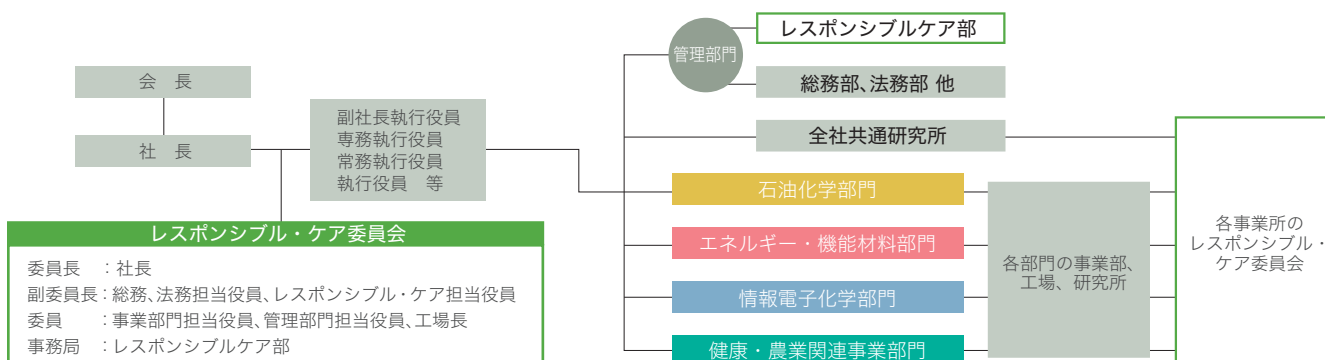 会　長
社　長
副社長執行役員
専務執行役員
常務執行役員
執行役員　等
レスポンシブル・ケア委員会
委員長　：社長
副委員長：総務、法務担当役員、レスポンシブル・ケア担当役員
委員　　：事業部門担当役員、管理部門担当役員、工場長
事務局　：レスポンシブルケア部
管理部門
レスポンシブルケア部
総務部、法務部 他
全社共通研究所
石油化学部門
エネルギー・機能材料部門
情報電子化学部門
健康・農業関連事業部門
各部門の事業部、
工場、研究所
各事業所の
レスポンシブル・
ケア委員会